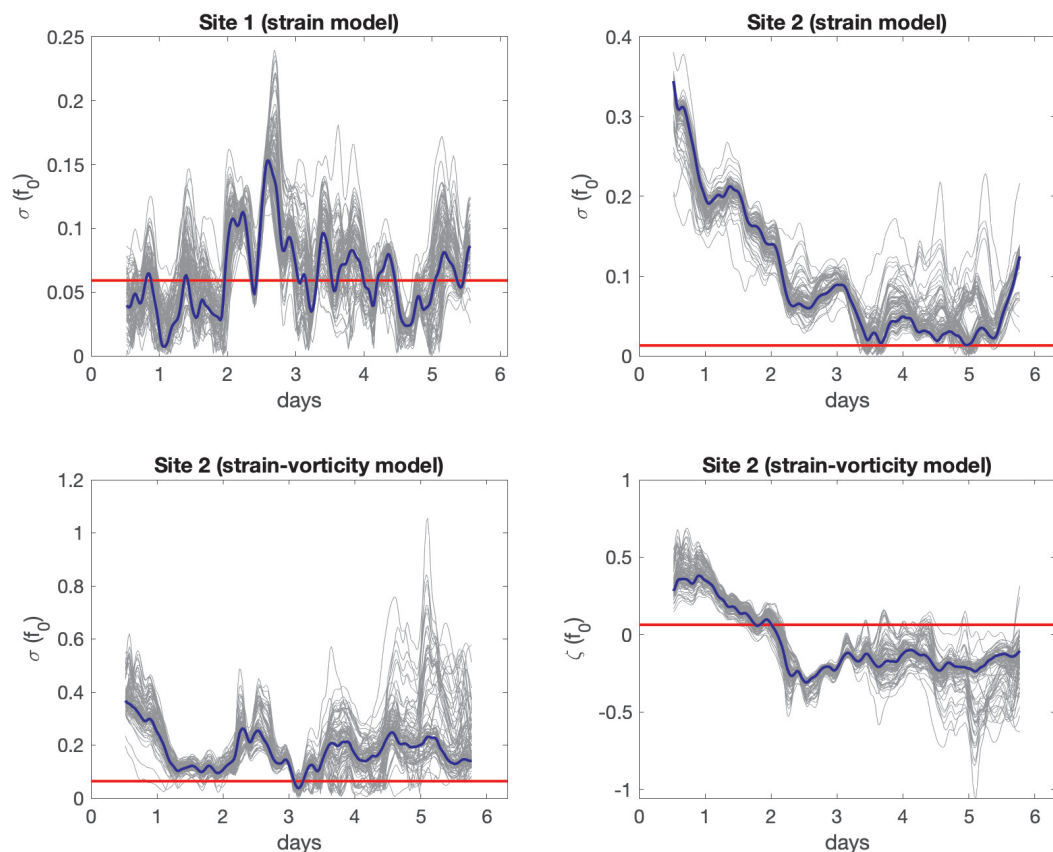 Site 1 (strain model)
0.25
0.2
0.15
0.1
0.05
0
σ (f₀)
0 1 2 3 4 5 6
days
Site 2 (strain model)
0.4
0.3
0.2
0.1
0
σ (f₀)
0 1 2 3 4 5 6
days
Site 2 (strain-vorticity model)
1.2
1
0.8
0.6
0.4
0.2
0
σ (f₀)
0 1 2 3 4 5 6
days
Site 2 (strain-vorticity model)
1
0.5
0
-0.5
-1
ζ (f₀)
0 1 2 3 4 5 6
days